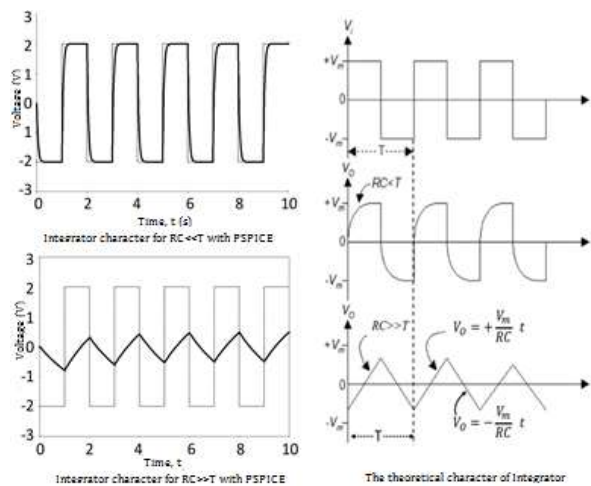 3
2
1
0
-1
-2
-3
Voltage (V)
0 2 4 6 8 10
Time, t (s)
Integrator character for RC<<T with PSPICE
3
2
1
0
-1
-2
-3
Voltage (V)
0 2 4 6 8 10
Time, t
Integrator character for RC>>T with PSPICE
Vi
+Vm
0
-Vm
T
VO
RC<T
+Vm
0
-Vm
VO
RC>>T
VO = + Vm/RC t
+Vm
0
-Vm
VO = − Vm/RC t
T
The theoretical character of Integrator